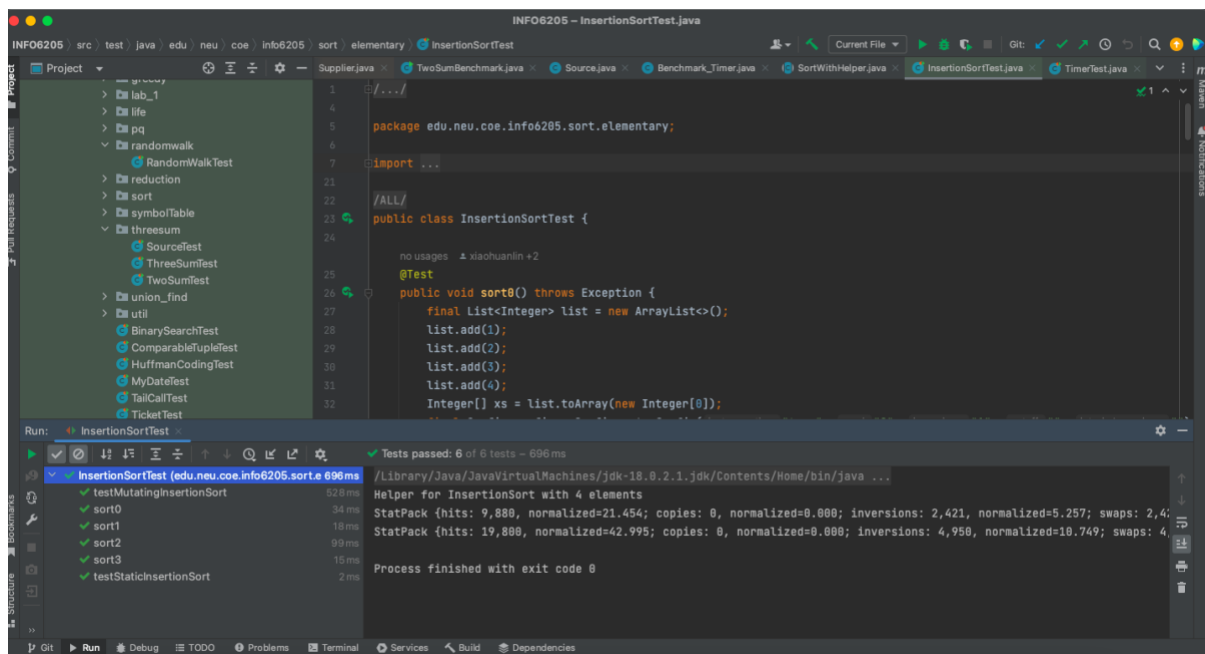 INFO6205 – InsertionSortTest.java
INFO6205 〉 src 〉 test 〉 java 〉 edu 〉 neu 〉 coe 〉 info6205 〉 sort 〉 elementary 〉 InsertionSortTest
Current File
Git:
Project
Supplier.java × TwoSumBenchmark.java × Source.java × Benchmark_Timer.java × SortWithHelper.java × InsertionSortTest.java × TimerTest.java ×
Project
Commit
Pull Requests
greedy
lab_1
life
pq
randomwalk
RandomWalkTest
reduction
sort
symbolTable
threesum
SourceTest
ThreeSumTest
TwoSumTest
union_find
util
BinarySearchTest
ComparableTupleTest
HuffmanCodingTest
MyDateTest
TailCallTest
TicketTest
1 /.../
4
5 package edu.neu.coe.info6205.sort.elementary;
6
7 import ...
21
22 /ALL/
23 public class InsertionSortTest {
24
no usages xiaohuanlin +2
25 @Test
26 public void sort0() throws Exception {
27 final List<Integer> list = new ArrayList<>();
28 list.add(1);
29 list.add(2);
30 list.add(3);
31 list.add(4);
32 Integer[] xs = list.toArray(new Integer[0]);
1
Maven
Notifications
Run: InsertionSortTest ×
Tests passed: 6 of 6 tests – 696 ms
InsertionSortTest (edu.neu.coe.info6205.sort.e 696 ms
testMutatingInsertionSort 528 ms
sort0 34 ms
sort1 18 ms
sort2 99 ms
sort3 15 ms
testStaticInsertionSort 2 ms
/Library/Java/JavaVirtualMachines/jdk-18.0.2.1.jdk/Contents/Home/bin/java ...
Helper for InsertionSort with 4 elements
StatPack {hits: 9,880, normalized=21.454; copies: 0, normalized=0.000; inversions: 2,421, normalized=5.257; swaps: 2,42
StatPack {hits: 19,800, normalized=42.995; copies: 0, normalized=0.000; inversions: 4,950, normalized=10.749; swaps: 4,
Process finished with exit code 0
Bookmarks
Structure
Git Run Debug TODO Problems Terminal Services Build Dependencies